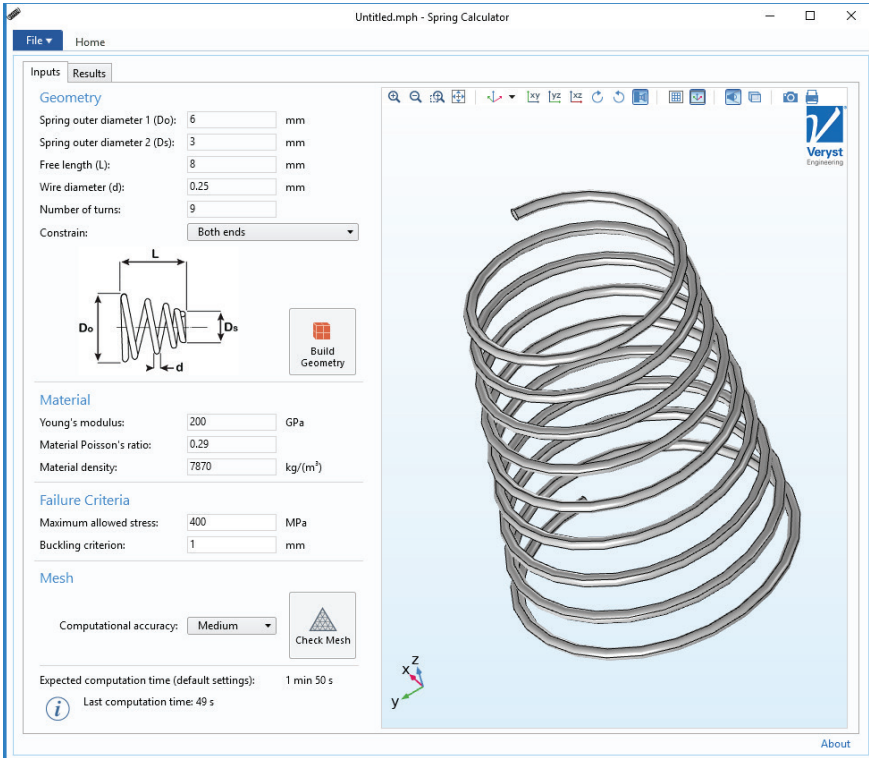 Untitled.mph - Spring Calculator
File Home
Inputs Results
Geometry
Spring outer diameter 1 (Do): 6 mm
Spring outer diameter 2 (Ds): 3 mm
Free length (L): 8 mm
Wire diameter (d): 0.25 mm
Number of turns: 9
Constrain: Both ends
L
Do Ds
d
Build
Geometry
Material
Young's modulus: 200 GPa
Material Poisson's ratio: 0.29
Material density: 7870 kg/(m³)
Failure Criteria
Maximum allowed stress: 400 MPa
Buckling criterion: 1 mm
Mesh
Computational accuracy: Medium
Check Mesh
Expected computation time (default settings): 1 min 50 s
i
Last computation time: 49 s
xy yz xz
Veryst
Engineering
z
x
y
About